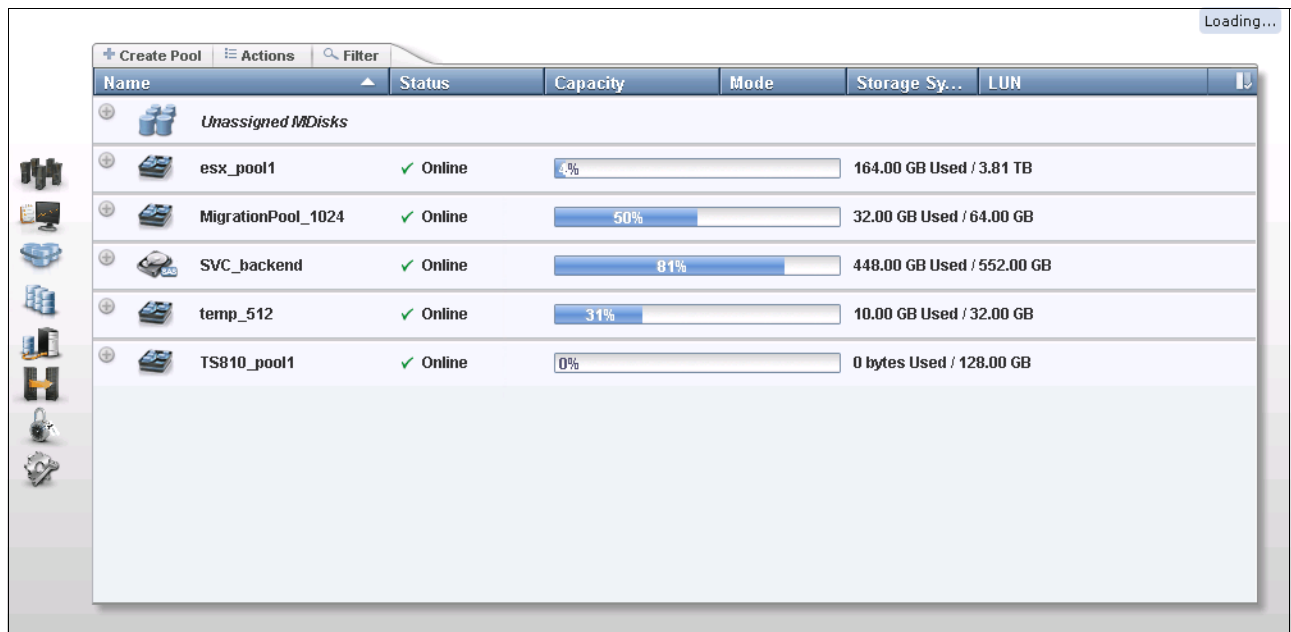 Loading...
Create Pool Actions Filter
Name Status Capacity Mode Storage Sy... LUN
Unassigned MDisks
esx_pool1 Online 4% 164.00 GB Used / 3.81 TB
MigrationPool_1024 Online 50% 32.00 GB Used / 64.00 GB
SVC_backend Online 81% 448.00 GB Used / 552.00 GB
temp_512 Online 31% 10.00 GB Used / 32.00 GB
TS810_pool1 Online 0% 0 bytes Used / 128.00 GB